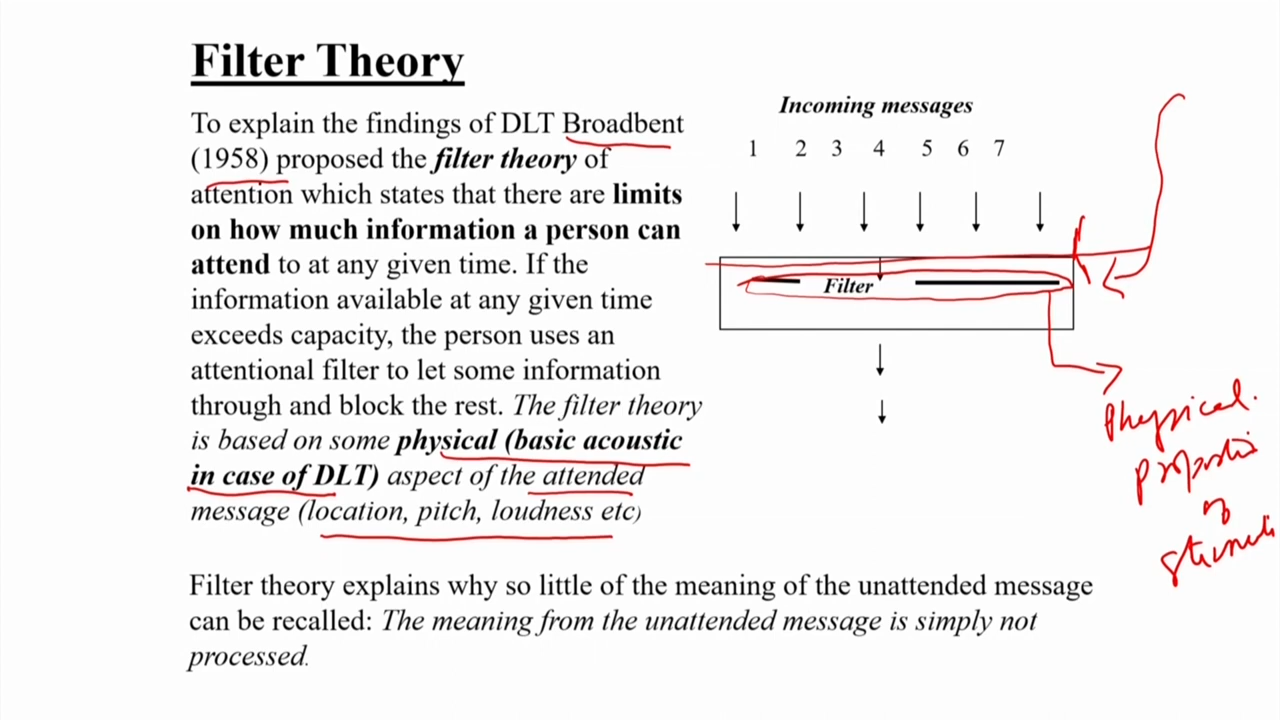 Filter Theory
To explain the findings of DLT Broadbent
(1958) proposed the filter theory of
attention which states that there are limits
on how much information a person can
attend to at any given time. If the
information available at any given time
exceeds capacity, the person uses an
attentional filter to let some information
through and block the rest. The filter theory
is based on some physical (basic acoustic
in case of DLT) aspect of the attended
message (location, pitch, loudness etc)
Incoming messages
1 2 3 4 5 6 7
Filter
Physical.
of
Filter theory explains why so little of the meaning of the unattended message
can be recalled: The meaning from the unattended message is simply not
processed.